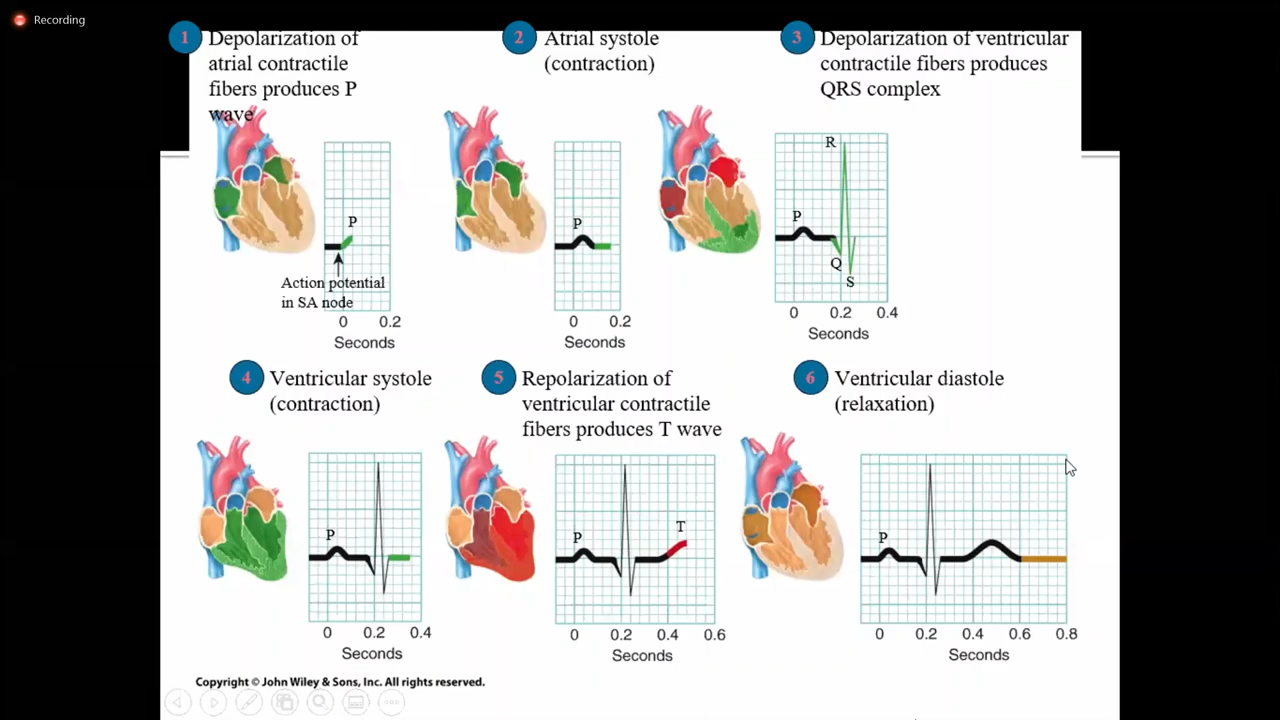 Recording
1 Depolarization of
atrial contractile
fibers produces P
wave
P
Action potential
in SA node
0 0.2
Seconds
2 Atrial systole
(contraction)
P
0 0.2
Seconds
3 Depolarization of ventricular
contractile fibers produces
QRS complex
R
P
Q
S
0 0.2 0.4
Seconds
4 Ventricular systole
(contraction)
P
0 0.2 0.4
Seconds
5 Repolarization of
ventricular contractile
fibers produces T wave
T
P
0 0.2 0.4 0.6
Seconds
6 Ventricular diastole
(relaxation)
P
0 0.2 0.4 0.6 0.8
Seconds
Copyright © John Wiley & Sons, Inc. All rights reserved.